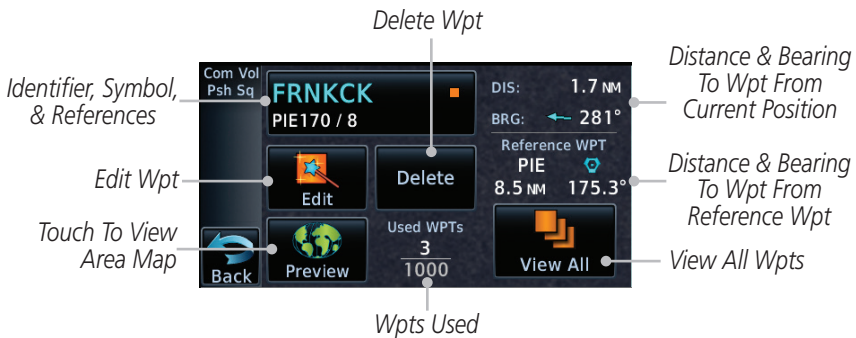 Delete Wpt
Identifier, Symbol,
& References
Distance & Bearing
To Wpt From
Current Position
Com Vol
Psh Sq
FRNKCK
PIE170 / 8
DIS: 1.7 NM
BRG: 281°
Reference WPT
PIE
8.5 NM 175.3°
Distance & Bearing
To Wpt From
Reference Wpt
Edit Wpt
Edit
Delete
Touch To View
Area Map
Back
Preview
Used WPTs
3
1000
View All
View All Wpts
Wpts Used